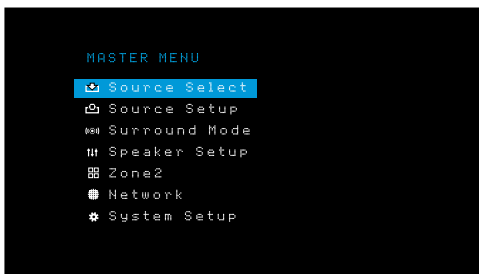 MASTER MENU
Source Select
Source Setup
Surround Mode
Speaker Setup
Zone2
Network
System Setup